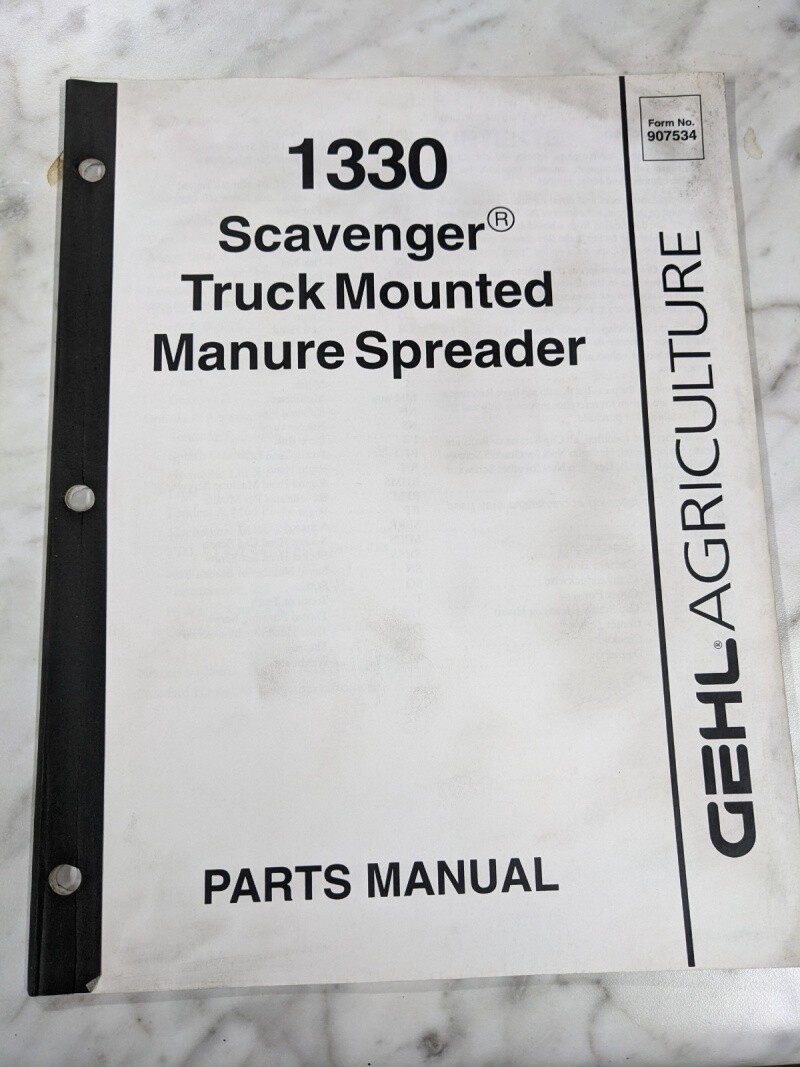 1330
Scavenger®
Truck Mounted
Manure Spreader
PARTS MANUAL
Form No.
907534
GEHL® AGRICULTURE